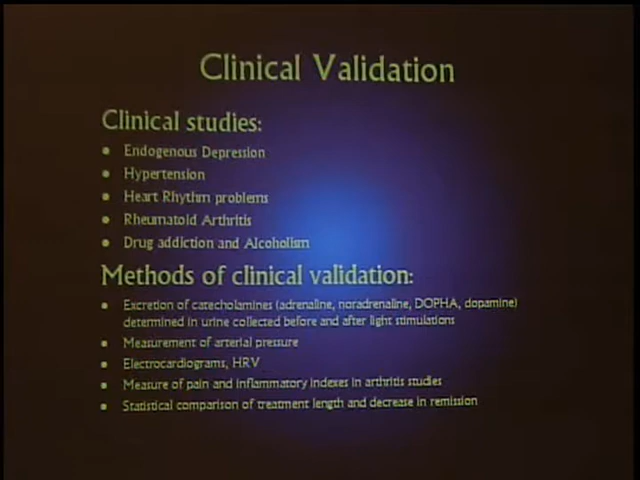 Clinical Validation
Clinical studies:
• Endogenous Depression
• Hypertension
• Heart Rhythm problems
• Rheumatoid Arthritis
• Drug addiction and Alcoholism
Methods of clinical validation:
• Excretion of catecholamines (adrenaline, noradrenaline, DOPHA, dopamine)
determined in urine collected before and after light stimulations
• Measurement of arterial pressure
• Electrocardiograms, HRV
• Measure of pain and inflammatory indexes in arthritis studies
• Statistical comparison of treatment length and decrease in remission